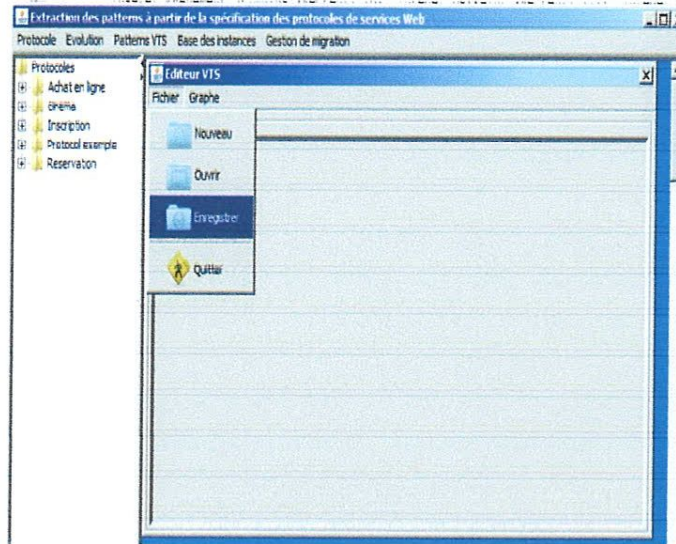 Extraction des patterns à partir de la spécification des protocoles de services Web
Protocole Evolution Patterns VTS Base des instances Gestion de migration
Protocoles
Achat en ligne
cinema
Inscription
Protocol exemple
Reservation
Editeur VTS
Fichier Graphe
Nouveau
Ouvrir
Enregistrer
Quitter